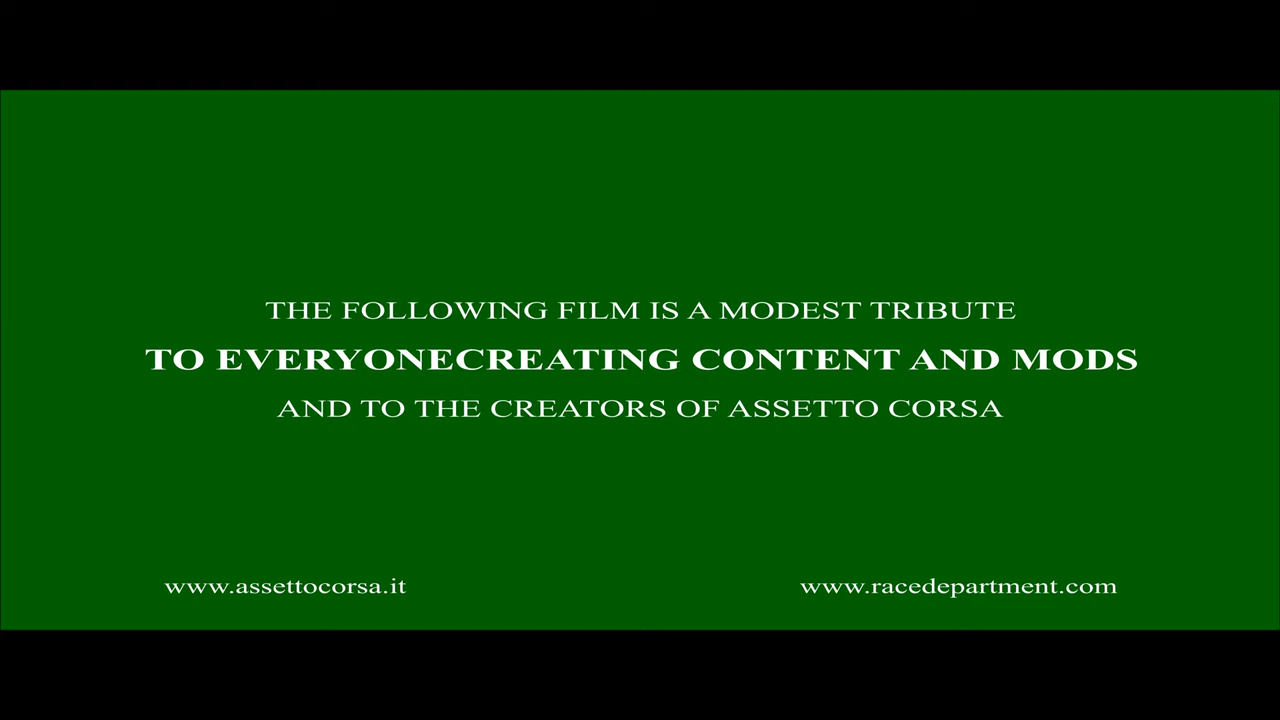 THE FOLLOWING FILM IS A MODEST TRIBUTE
TO EVERYONECREATING CONTENT AND MODS
AND TO THE CREATORS OF ASSETTO CORSA
www.assettocorsa.it
www.racedepartment.com